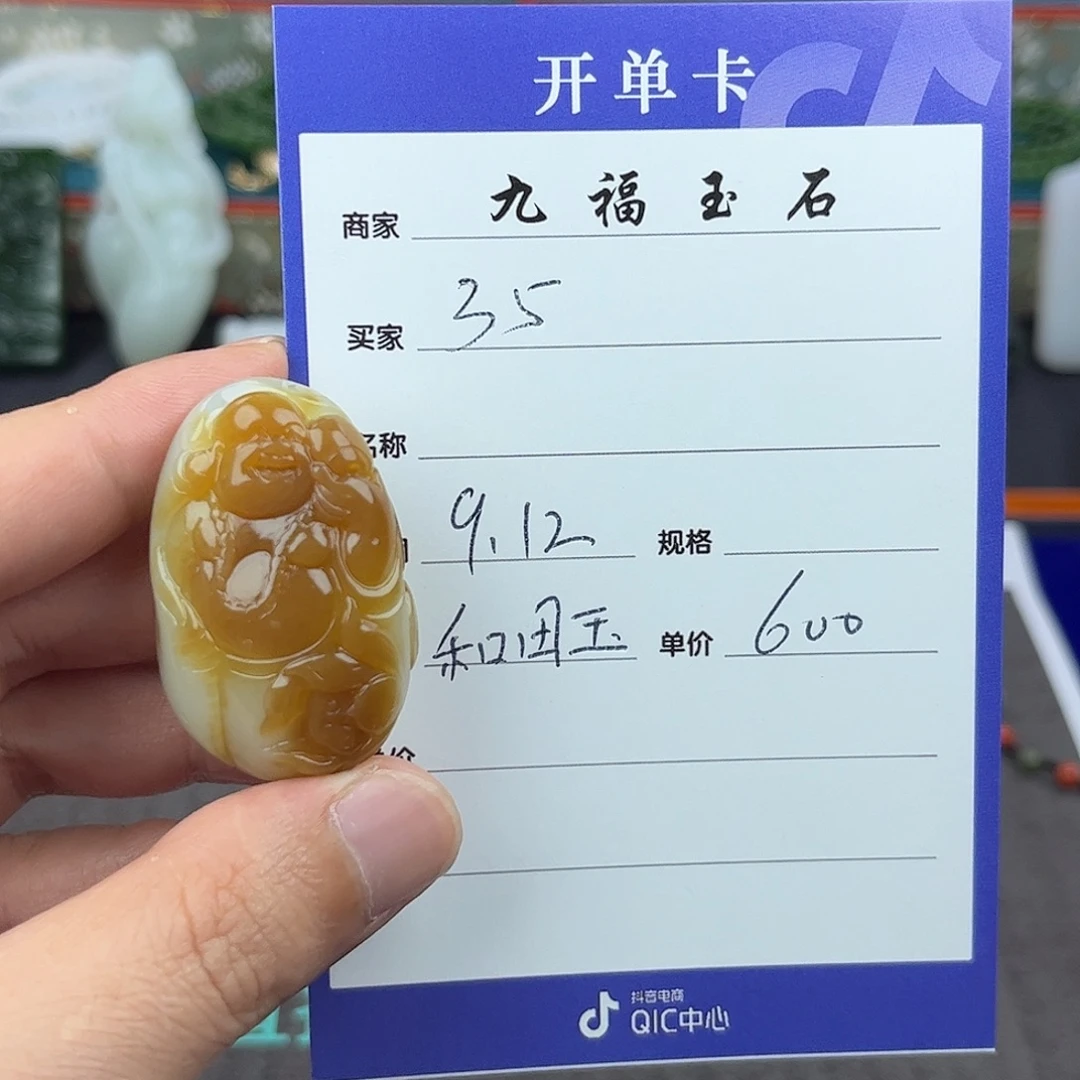 开单卡
商家 九福玉石
买家 35
名称
9.12 规格
和田玉 单价 600
价
抖音电商
QIC中心